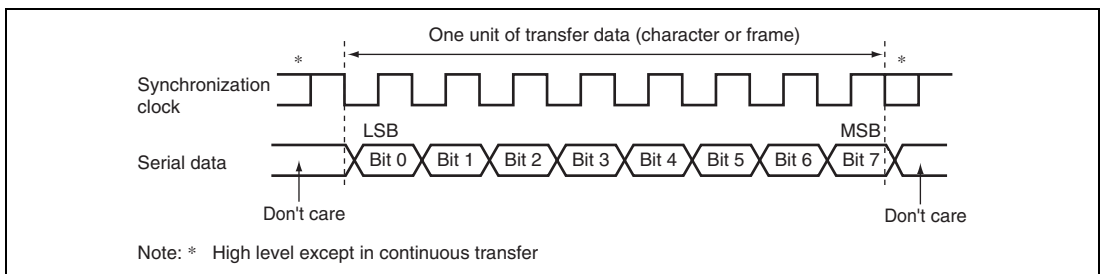 One unit of transfer data (character or frame)
* *
Synchronization
clock
LSB MSB
Serial data Bit 0 Bit 1 Bit 2 Bit 3 Bit 4 Bit 5 Bit 6 Bit 7
Don't care Don't care
Note: * High level except in continuous transfer